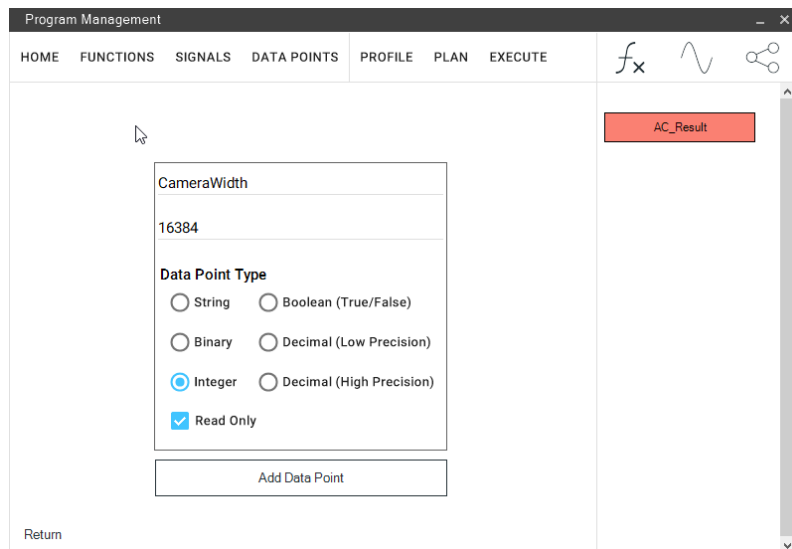 Program Management
HOME FUNCTIONS SIGNALS DATA POINTS PROFILE PLAN EXECUTE
fx
AC_Result
CameraWidth
16384
Data Point Type
String Boolean (True/False)
Binary Decimal (Low Precision)
Integer Decimal (High Precision)
Read Only
Add Data Point
Return